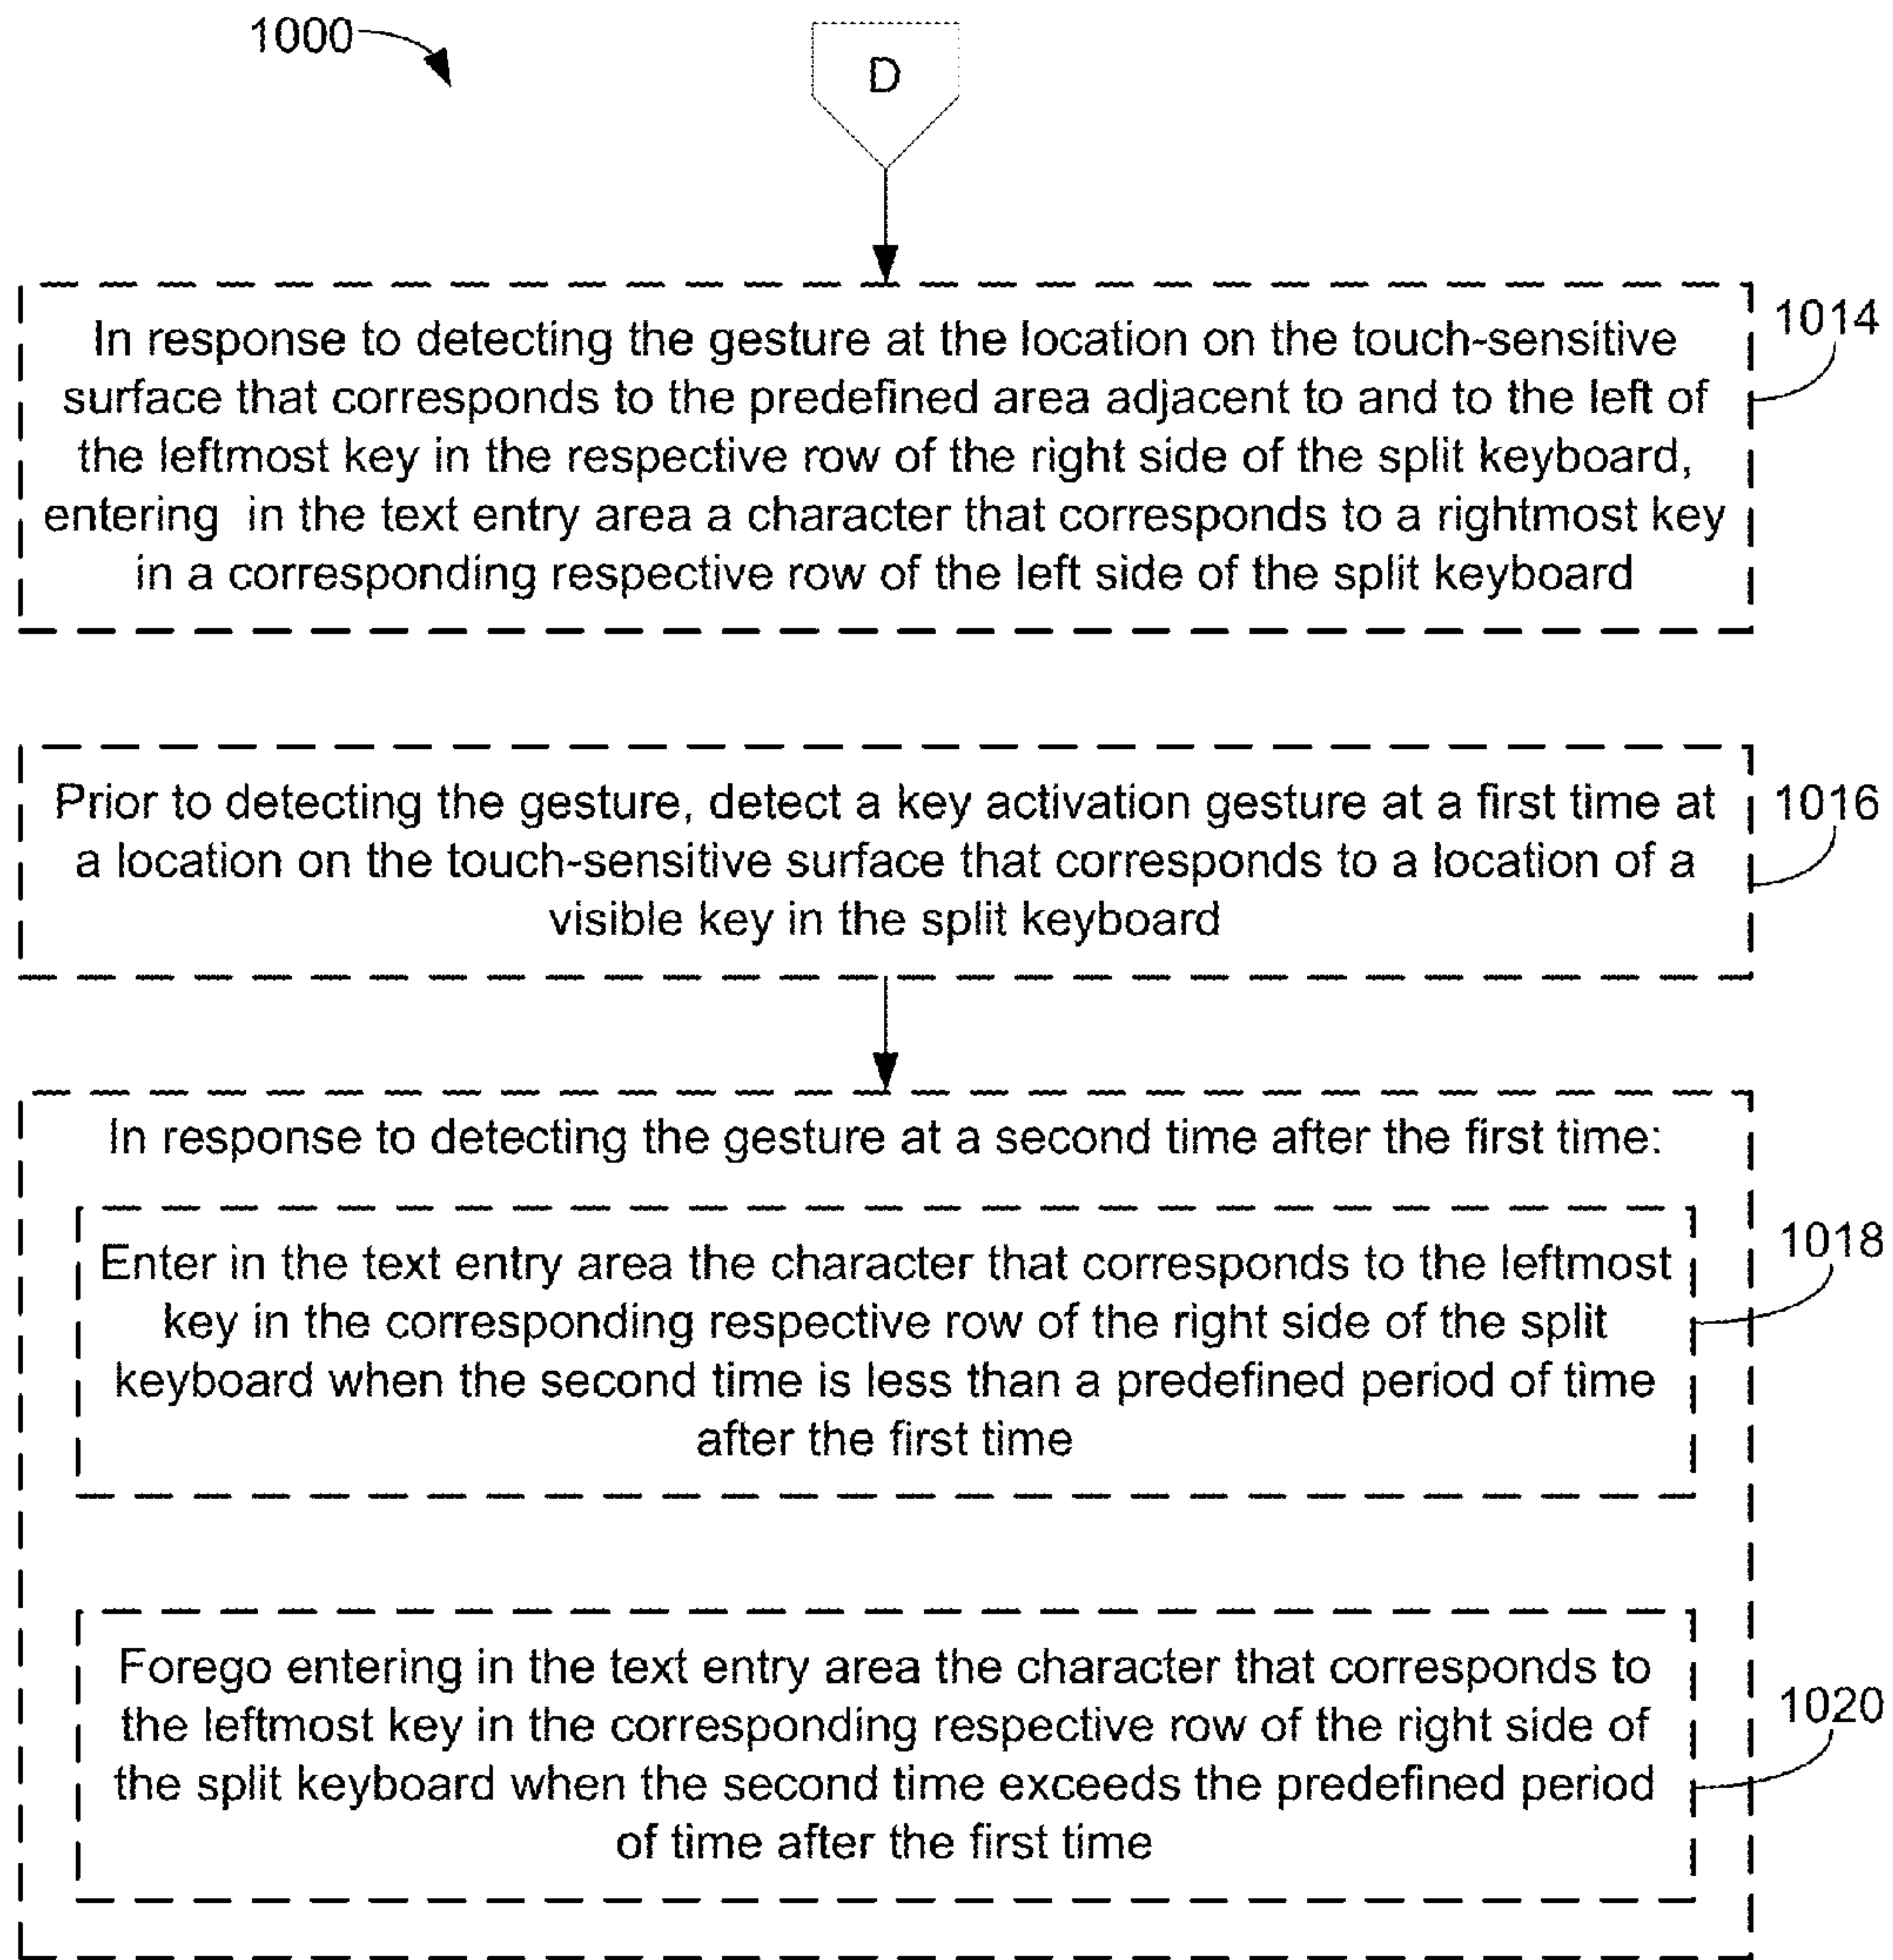 1000
D
In response to detecting the gesture at the location on the touch-sensitive
surface that corresponds to the predefined area adjacent to and to the left of
the leftmost key in the respective row of the right side of the split keyboard,
entering in the text entry area a character that corresponds to a rightmost key
in a corresponding respective row of the left side of the split keyboard
1014
Prior to detecting the gesture, detect a key activation gesture at a first time at
a location on the touch-sensitive surface that corresponds to a location of a
visible key in the split keyboard
1016
In response to detecting the gesture at a second time after the first time:
Enter in the text entry area the character that corresponds to the leftmost
key in the corresponding respective row of the right side of the split
keyboard when the second time is less than a predefined period of time
after the first time
1018
Forego entering in the text entry area the character that corresponds to
the leftmost key in the corresponding respective row of the right side of
the split keyboard when the second time exceeds the predefined period
of time after the first time
1020